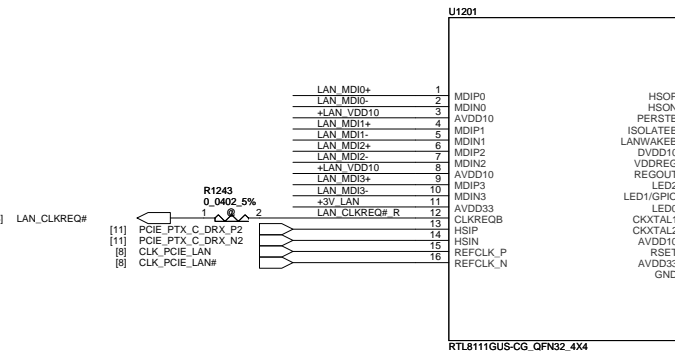 U1201
LAN_MDI0+ 1 MDIP0
LAN_MDI0- 2 MDIN0
+LAN_VDD10 3 AVDD10
LAN_MDI1+ 4 MDIP1
LAN_MDI1- 5 MDIN1
LAN_MDI2+ 6 MDIP2
LAN_MDI2- 7 MDIN2
+LAN_VDD10 8 AVDD10
LAN_MDI3+ 9 MDIP3
LAN_MDI3- 10 MDIN3
+3V_LAN 11 AVDD33
LAN_CLKREQ#_R 12 CLKREQB
13 HSIP
14 HSIN
15 REFCLK_P
16 REFCLK_N
R1243
0_0402_5%
1 @ 2
LAN_CLKREQ#
[11] PCIE_PTX_C_DRX_P2
[11] PCIE_PTX_C_DRX_N2
[8] CLK_PCIE_LAN
[8] CLK_PCIE_LAN#
HSOP
HSON
PERSTB
ISOLATEB
LANWAKEB
DVDD10
VDDREG
REGOUT
LED2
LED1/GPIO
LED0
CKXTAL1
CKXTAL2
AVDD10
RSET
AVDD33
GND
RTL8111GUS-CG_QFN32_4X4